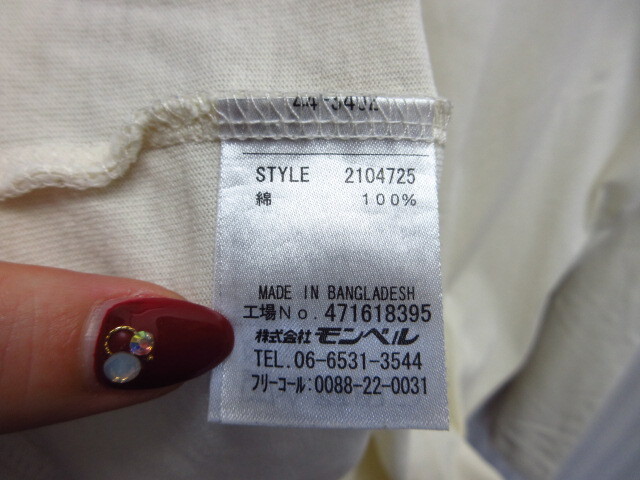 STYLE 2104725
綿 100%
MADE IN BANGLADESH
工場No. 471618395
株式会社 モンベル
TEL. 06-6531-3544
フリーコール:0088-22-0031